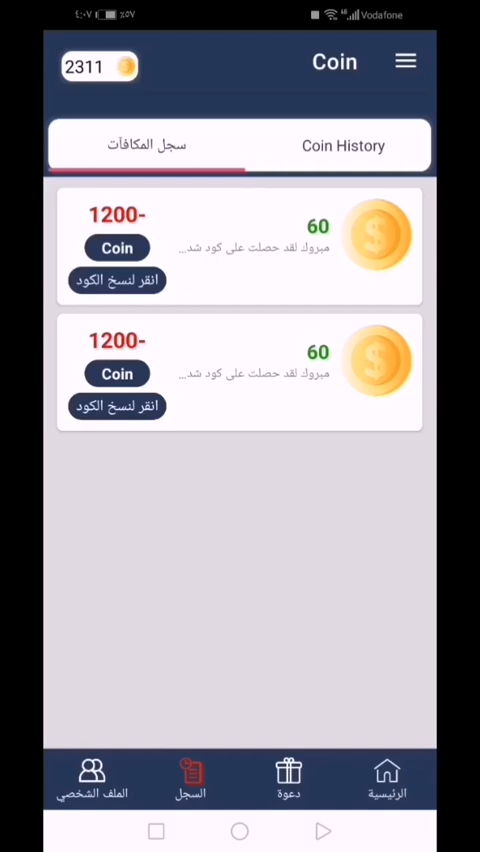 ٤:٠٧ ٪٥٧ 4G Vodafone
2311 Coin
سجل المكافآت Coin History
-1200
60
Coin
مبروك لقد حصلت على كود شد...
انقر لنسخ الكود
-1200
60
Coin
مبروك لقد حصلت على كود شد...
انقر لنسخ الكود
الرئيسية دعوة السجل الملف الشخصي